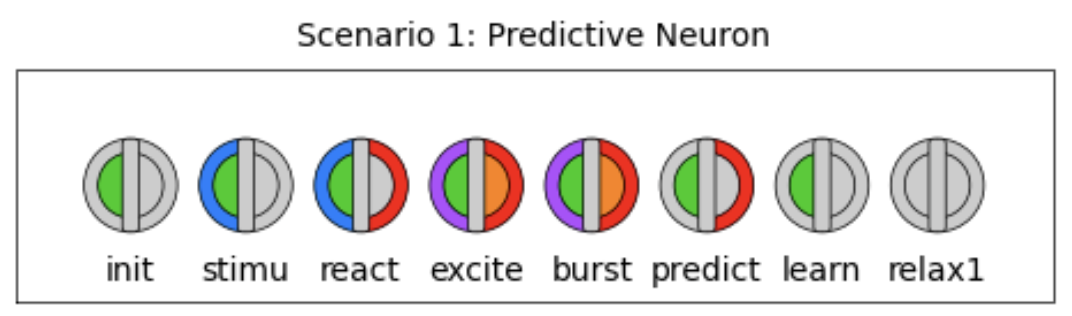 Scenario 1: Predictive Neuron
init stimu react excite burst predict learn relax1